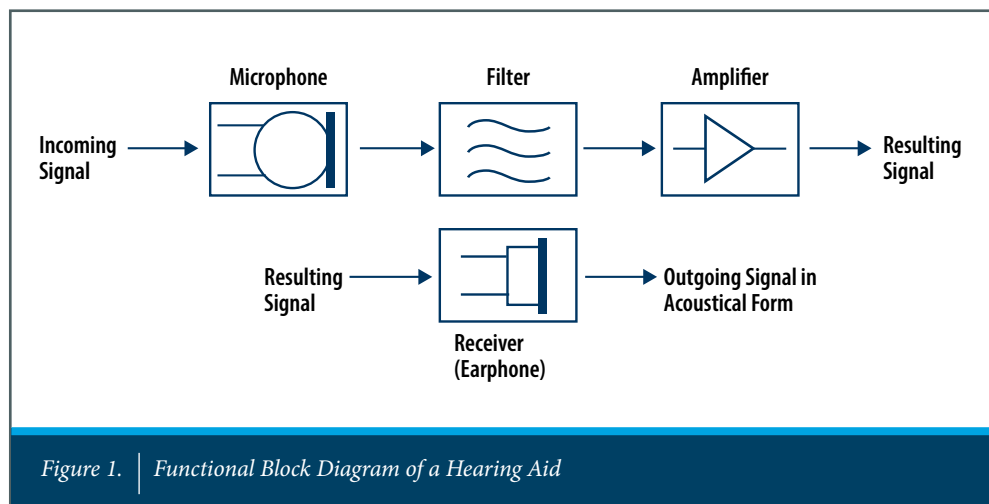 Microphone
Filter
Amplifier
Incoming
Signal
Resulting
Signal
Resulting
Signal
Outgoing Signal in
Acoustical Form
Receiver
(Earphone)
Figure 1. | Functional Block Diagram of a Hearing Aid